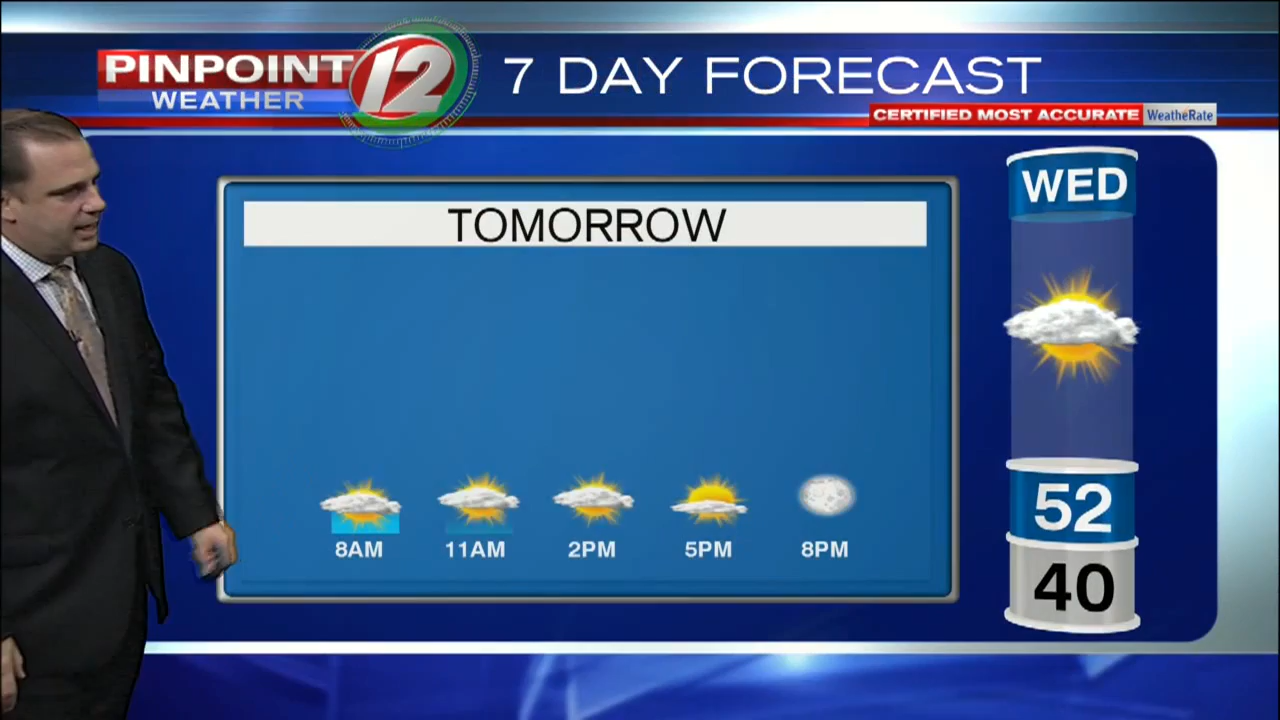 PINPOINT 12
WEATHER
7 DAY FORECAST
CERTIFIED MOST ACCURATE WeatheRate
WED
TOMORROW
52
8AM 11AM 2PM 5PM 8PM
40